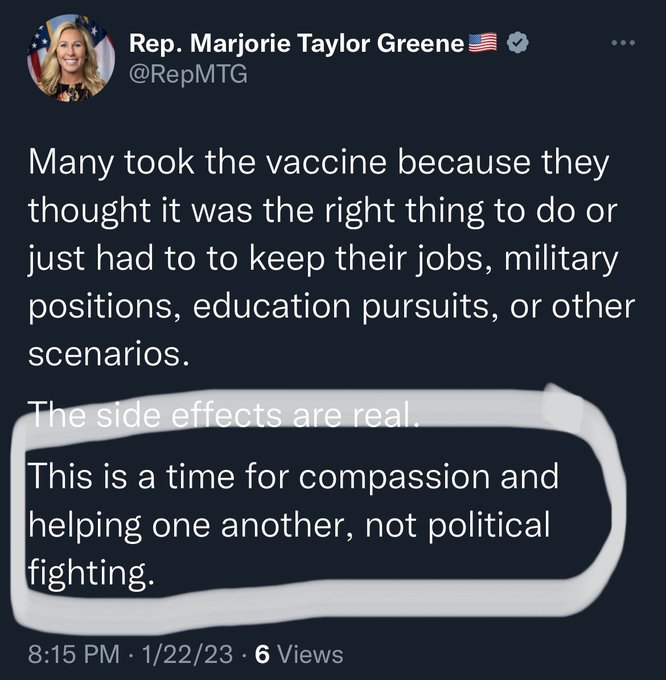 Rep. Marjorie Taylor Greene🇺🇸
@RepMTG
Many took the vaccine because they
thought it was the right thing to do or
just had to to keep their jobs, military
positions, education pursuits, or other
scenarios.
The side effects are real.
This is a time for compassion and
helping one another, not political
fighting.
8:15 PM · 1/22/23 · 6 Views